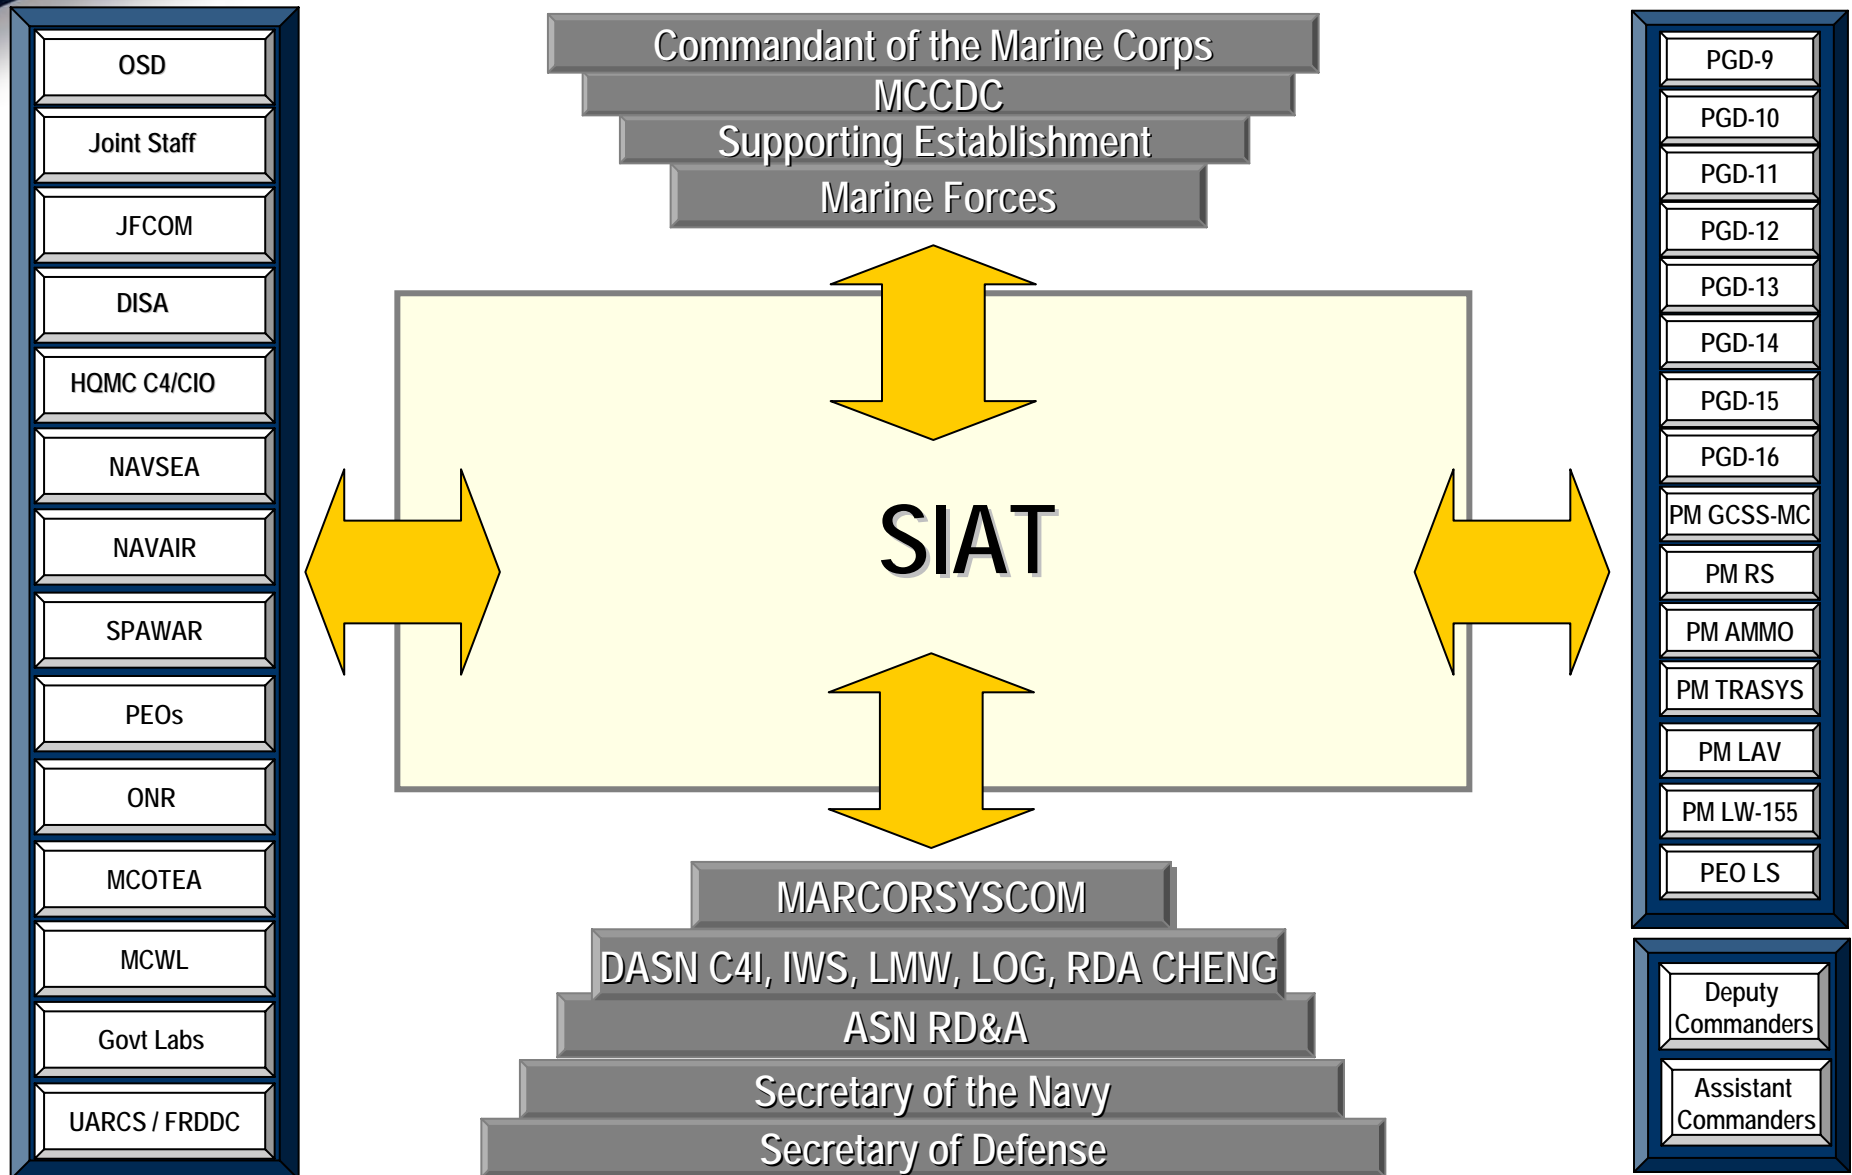 OSD
Joint Staff
JFCOM
DISA
HQMC C4/CIO
NAVSEA
NAVAIR
SPAWAR
PEOs
ONR
MCOTEA
MCWL
Govt Labs
UARCS / FRDDC
Commandant of the Marine Corps
MCCDC
Supporting Establishment
Marine Forces
SIAT
MARCORSYSCOM
DASN C4I, IWS, LMW, LOG, RDA CHENG
ASN RD&A
Secretary of the Navy
Secretary of Defense
PGD-9
PGD-10
PGD-11
PGD-12
PGD-13
PGD-14
PGD-15
PGD-16
PM GCSS-MC
PM RS
PM AMMO
PM TRASYS
PM LAV
PM LW-155
PEO LS
Deputy
Commanders
Assistant
Commanders